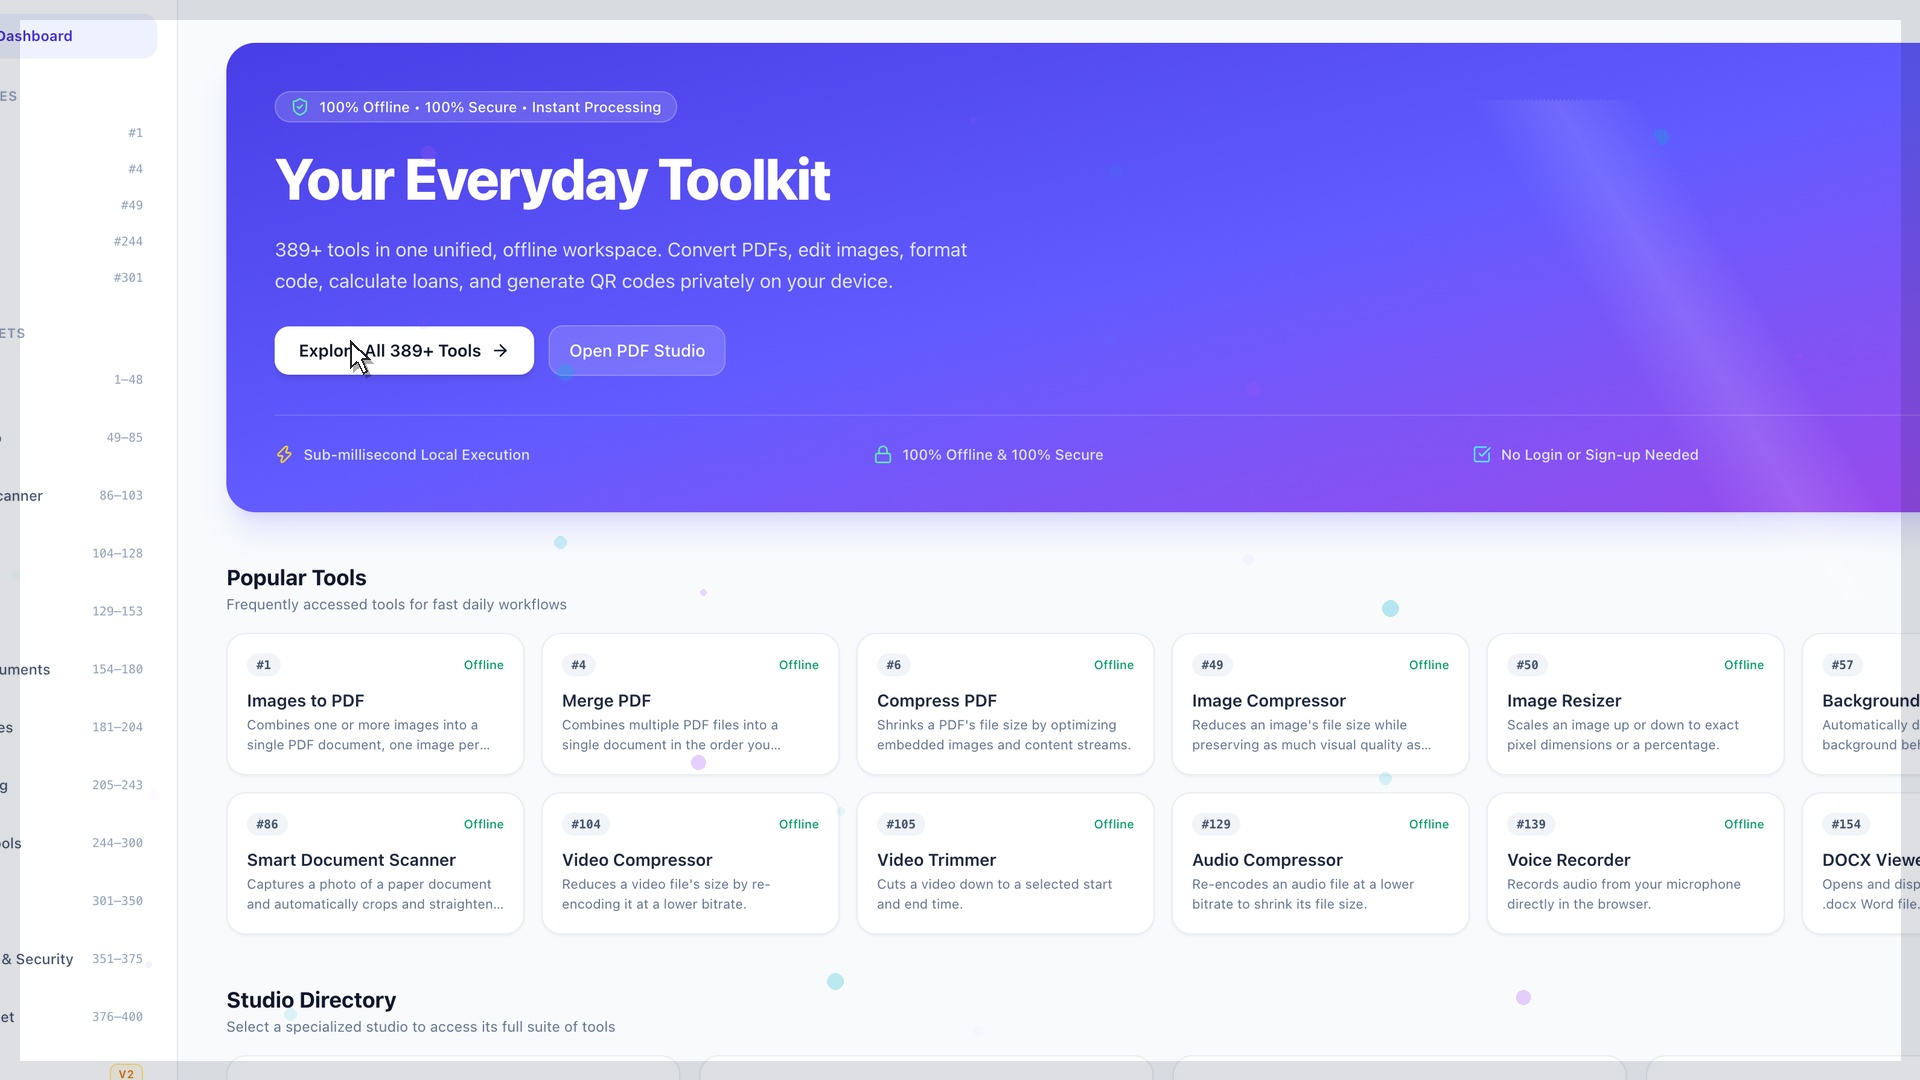 Dashboard
ES
#1
#4
#49
#244
#301
ETS
1–48
49–85
canner 86–103
104–128
129–153
uments 154–180
es 181–204
g 205–243
ools 244–300
301–350
& Security 351–375
et 376–400
V2
100% Offline • 100% Secure • Instant Processing
Your Everyday Toolkit
389+ tools in one unified, offline workspace. Convert PDFs, edit images, format
code, calculate loans, and generate QR codes privately on your device.
Explore All 389+ Tools → Open PDF Studio
Sub-millisecond Local Execution 100% Offline & 100% Secure No Login or Sign-up Needed
Popular Tools
Frequently accessed tools for fast daily workflows
#1 Offline
Images to PDF
Combines one or more images into a
single PDF document, one image per...
#4 Offline
Merge PDF
Combines multiple PDF files into a
single document in the order you...
#6 Offline
Compress PDF
Shrinks a PDF's file size by optimizing
embedded images and content streams.
#49 Offline
Image Compressor
Reduces an image's file size while
preserving as much visual quality as...
#50 Offline
Image Resizer
Scales an image up or down to exact
pixel dimensions or a percentage.
#57
Background
Automatically d
background beh
#86 Offline
Smart Document Scanner
Captures a photo of a paper document
and automatically crops and straighten...
#104 Offline
Video Compressor
Reduces a video file's size by re-
encoding it at a lower bitrate.
#105 Offline
Video Trimmer
Cuts a video down to a selected start
and end time.
#129 Offline
Audio Compressor
Re-encodes an audio file at a lower
bitrate to shrink its file size.
#139 Offline
Voice Recorder
Records audio from your microphone
directly in the browser.
#154
DOCX Viewe
Opens and disp
.docx Word file.
Studio Directory
Select a specialized studio to access its full suite of tools